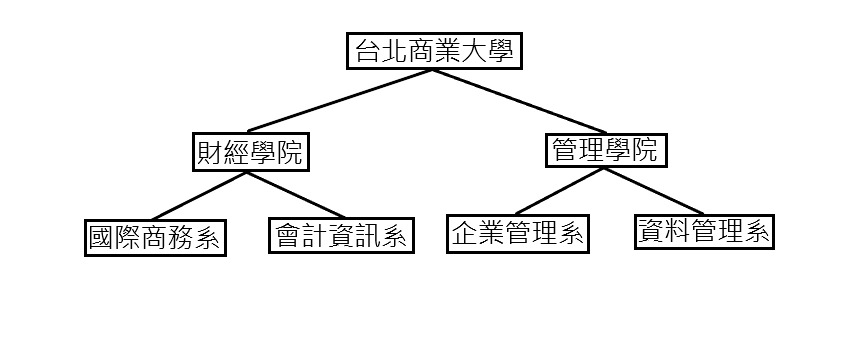 台北商業大學
財經學院
管理學院
國際商務系
會計資訊系
企業管理系
資料管理系